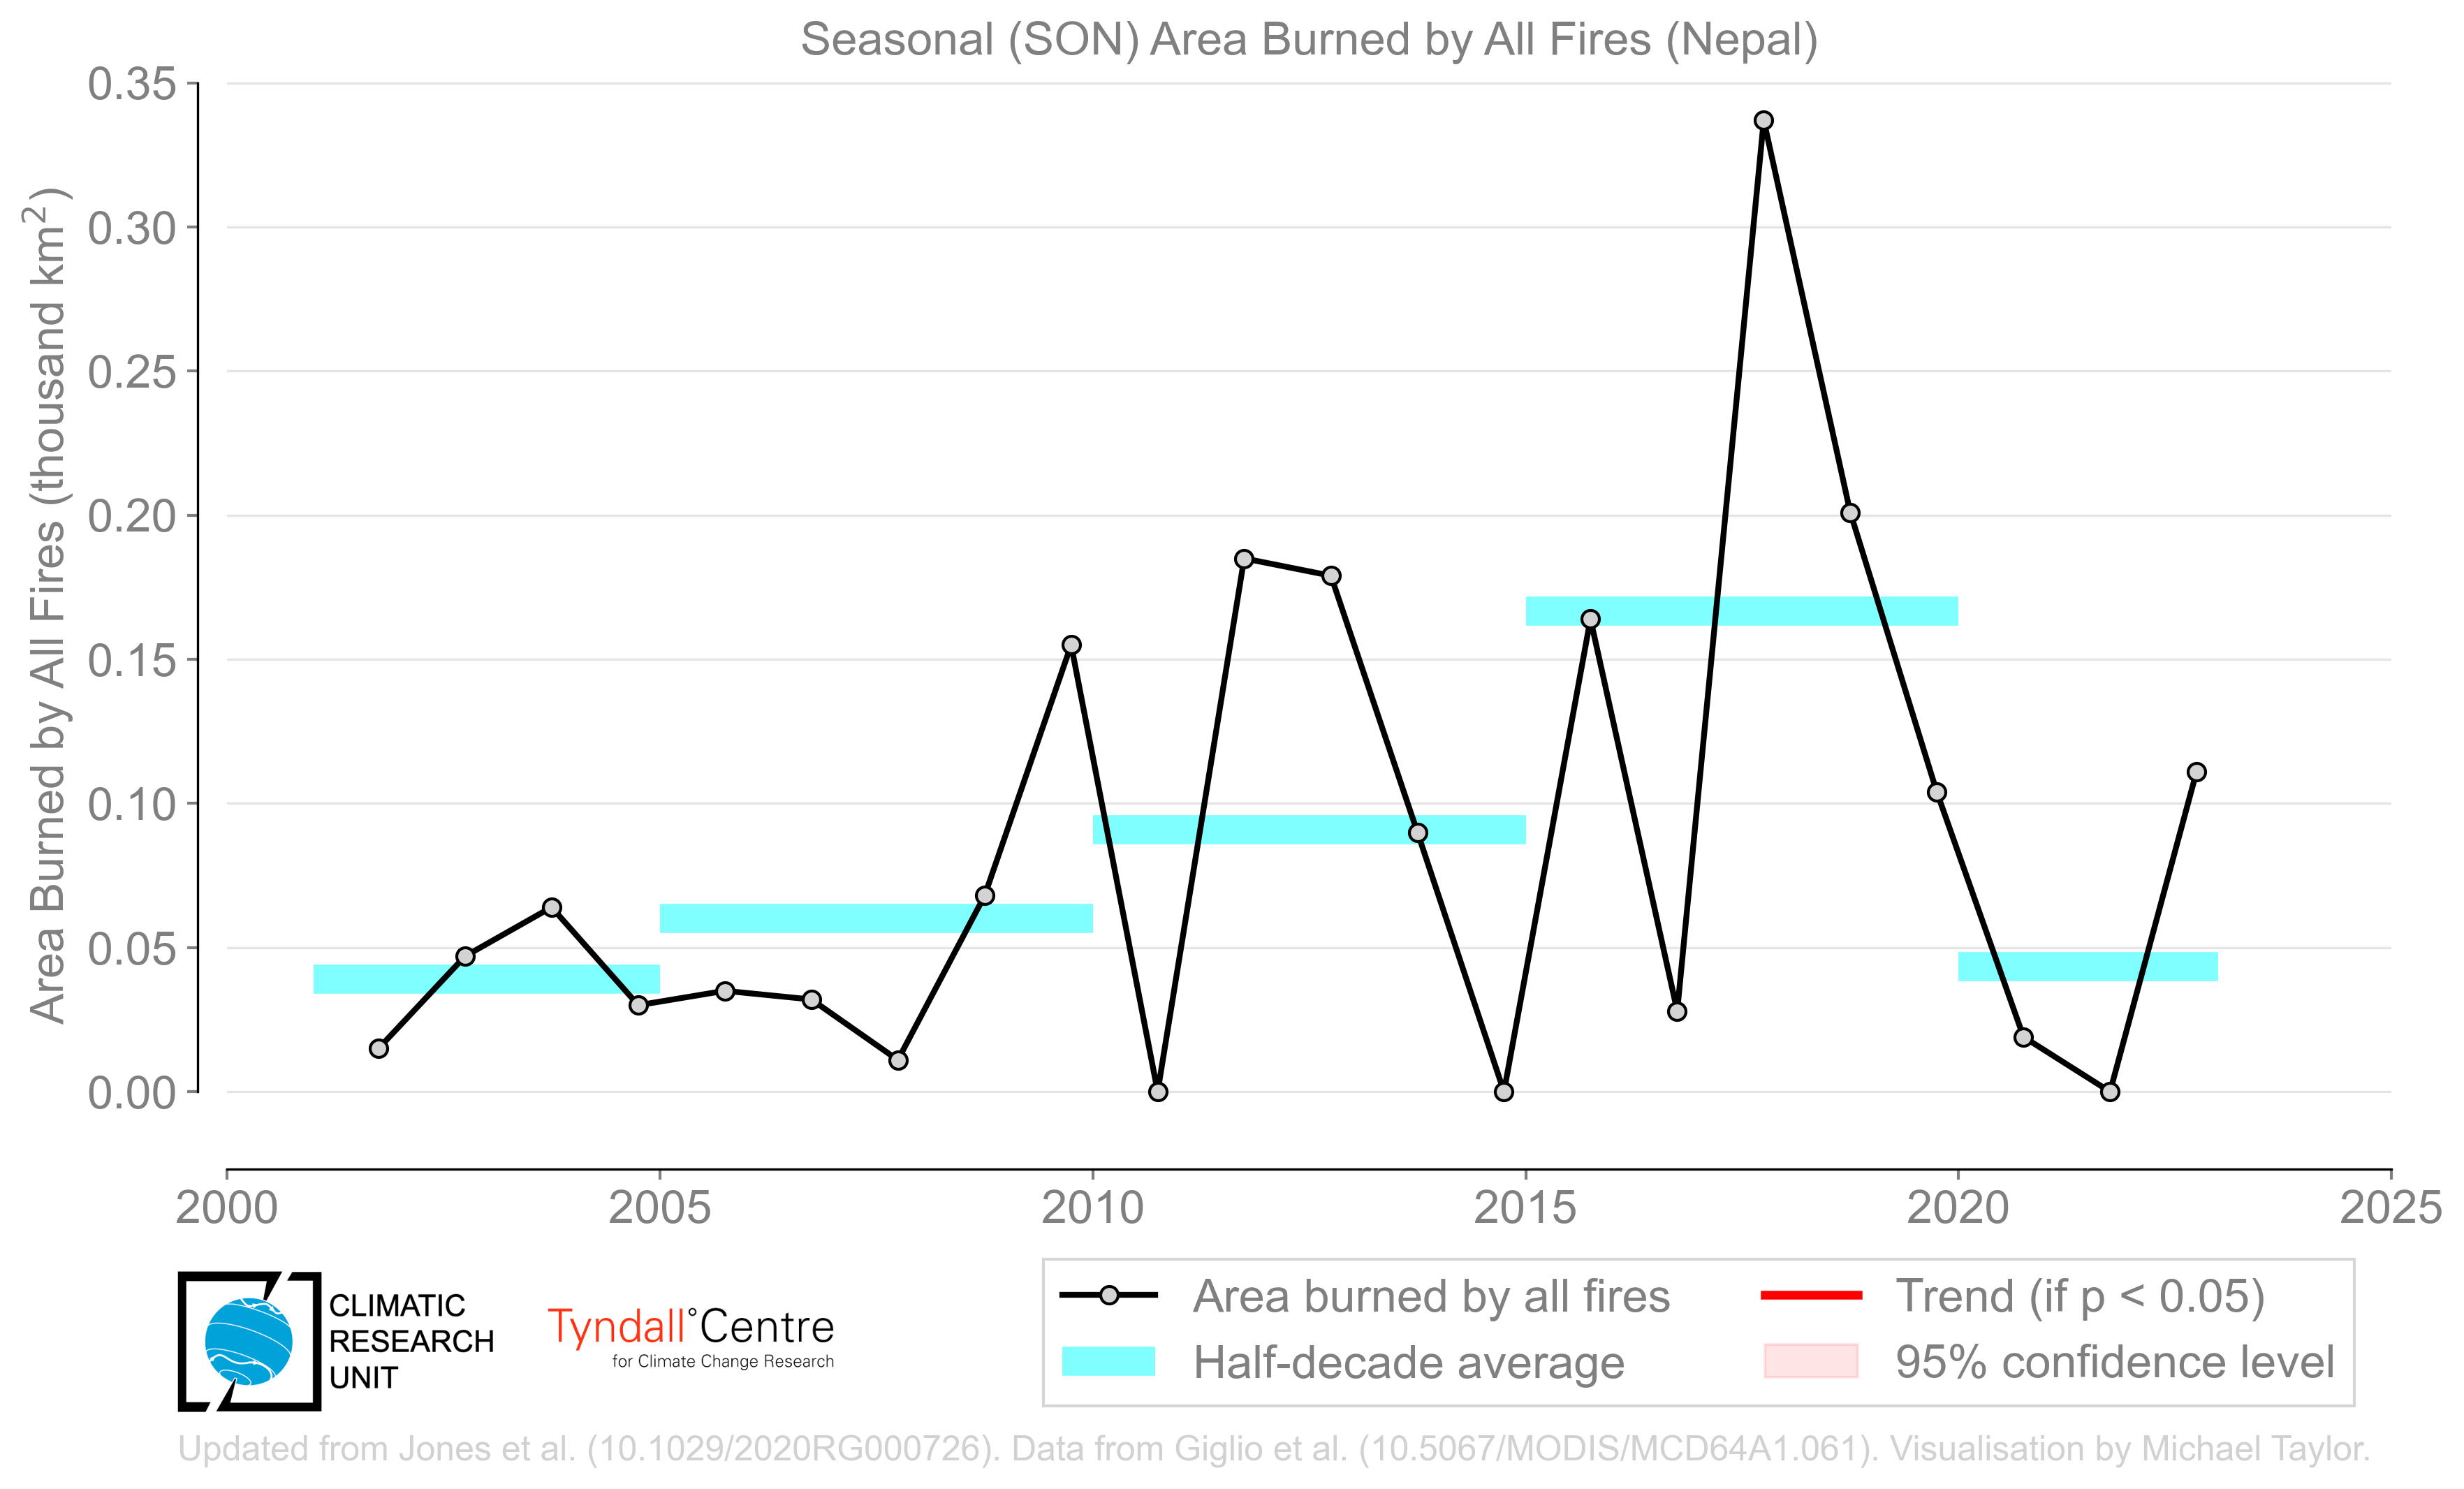 Seasonal (SON) Area Burned by All Fires (Nepal)
Area Burned by All Fires (thousand km²)
0.35
0.30
0.25
0.20
0.15
0.10
0.05
0.00
2000 2005 2010 2015 2020 2025
CLIMATIC
RESEARCH
UNIT
Tyndall°Centre
for Climate Change Research
Area burned by all fires
Half-decade average
Trend (if p < 0.05)
95% confidence level
Updated from Jones et al. (10.1029/2020RG000726). Data from Giglio et al. (10.5067/MODIS/MCD64A1.061). Visualisation by Michael Taylor.